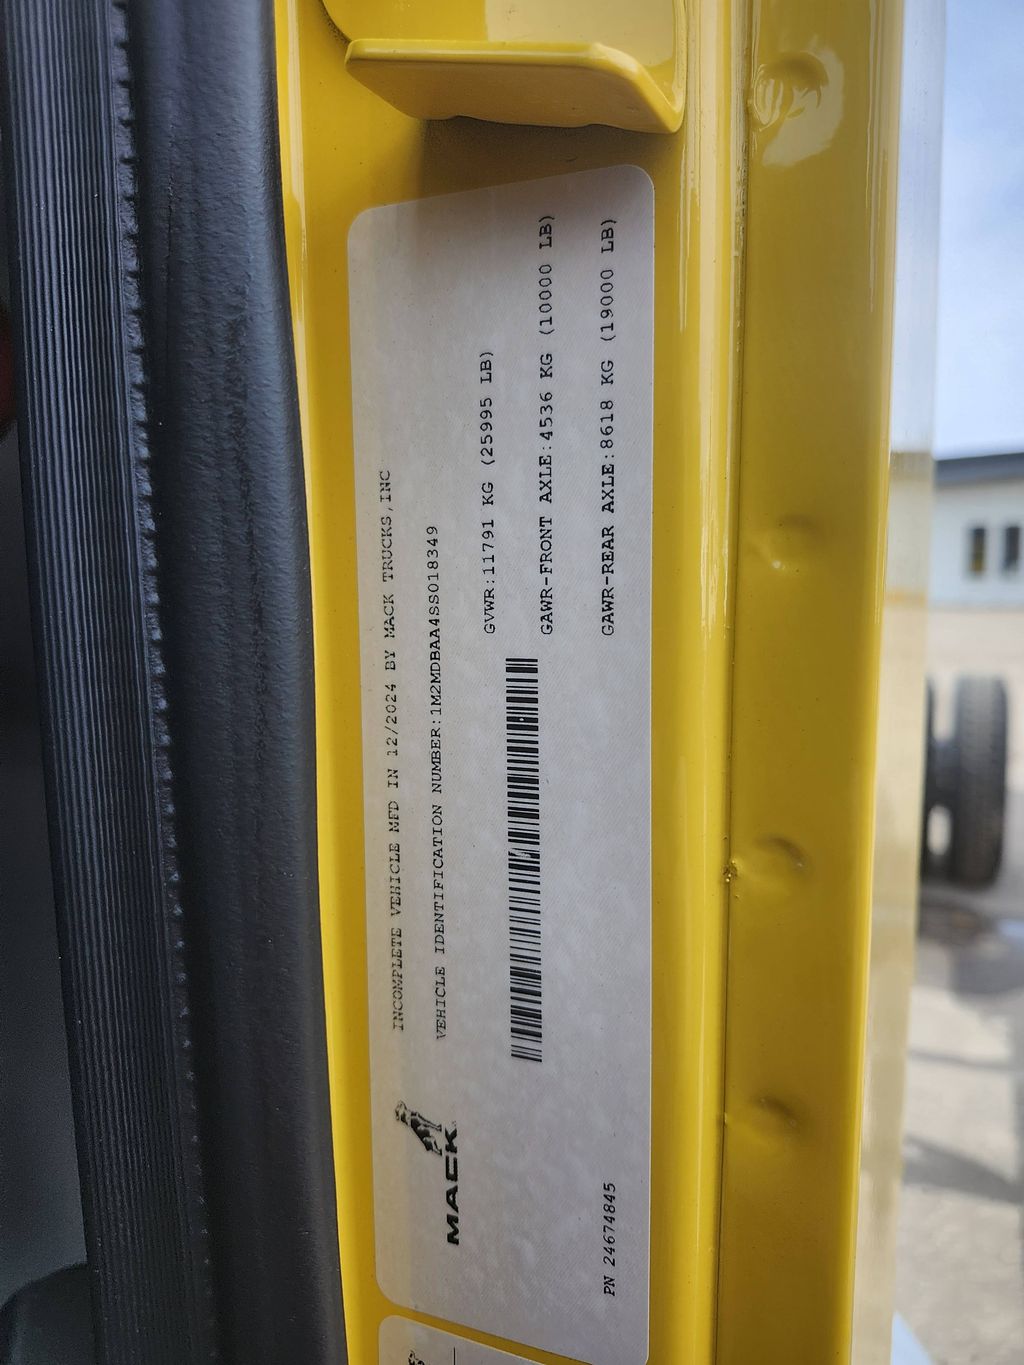 INCOMPLETE VEHICLE MFD IN 12/2024 BY MACK TRUCKS,INC
VEHICLE IDENTIFICATION NUMBER:1M2MDBAA4SS018349
GVWR:11791 KG (25995 LB)
GAWR-FRONT AXLE:4536 KG (10000 LB)
GAWR-REAR AXLE:8618 KG (19000 LB)
MACK
PN 24674845